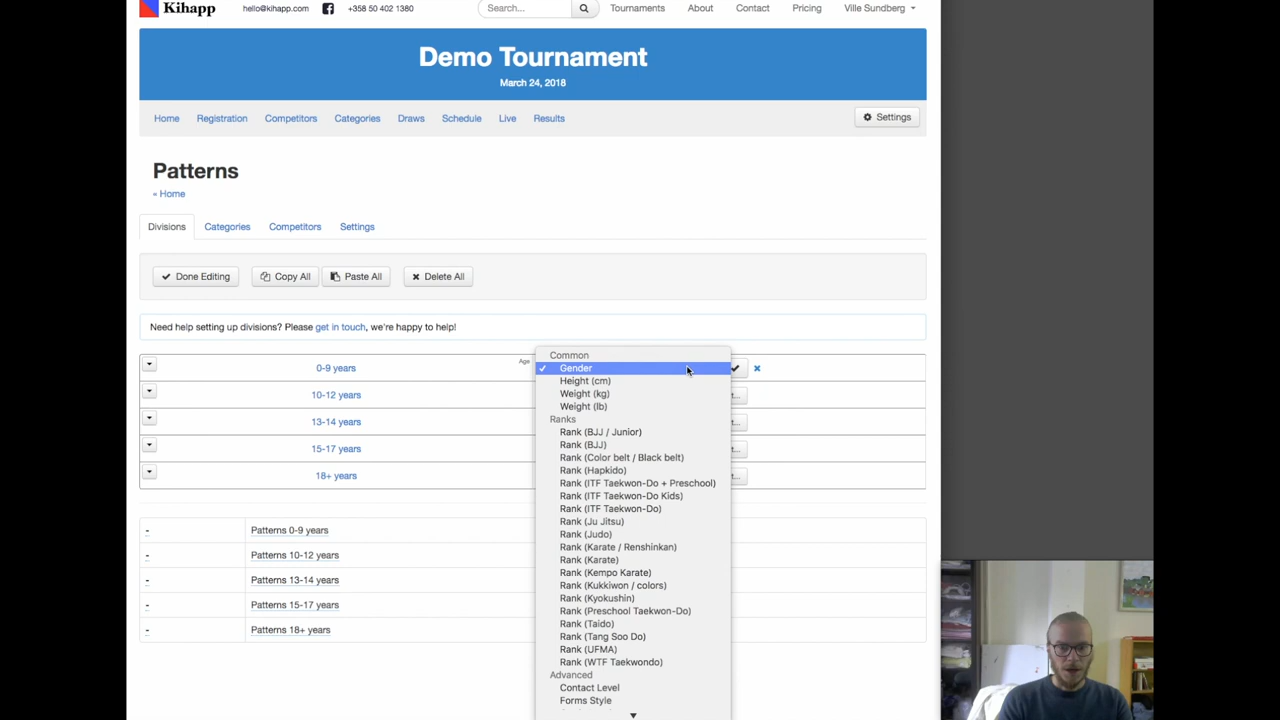 Kihapp hello@kihapp.com +358 50 402 1380 Search... Tournaments About Contact Pricing Ville Sundberg
Demo Tournament
March 24, 2018
Home Registration Competitors Categories Draws Schedule Live Results Settings
Patterns
« Home
Divisions Categories Competitors Settings
Done Editing Copy All Paste All Delete All
Need help setting up divisions? Please get in touch, we're happy to help!
0-9 years Age
10-12 years
13-14 years
15-17 years
18+ years
- Patterns 0-9 years
- Patterns 10-12 years
- Patterns 13-14 years
- Patterns 15-17 years
- Patterns 18+ years
Common
✓ Gender
Height (cm)
Weight (kg)
Weight (lb)
Ranks
Rank (BJJ / Junior)
Rank (BJJ)
Rank (Color belt / Black belt)
Rank (Hapkido)
Rank (ITF Taekwon-Do + Preschool)
Rank (ITF Taekwon-Do Kids)
Rank (ITF Taekwon-Do)
Rank (Ju Jitsu)
Rank (Judo)
Rank (Karate / Renshinkan)
Rank (Karate)
Rank (Kempo Karate)
Rank (Kukkiwon / colors)
Rank (Kyokushin)
Rank (Preschool Taekwon-Do)
Rank (Taido)
Rank (Tang Soo Do)
Rank (UFMA)
Rank (WTF Taekwondo)
Advanced
Contact Level
Forms Style